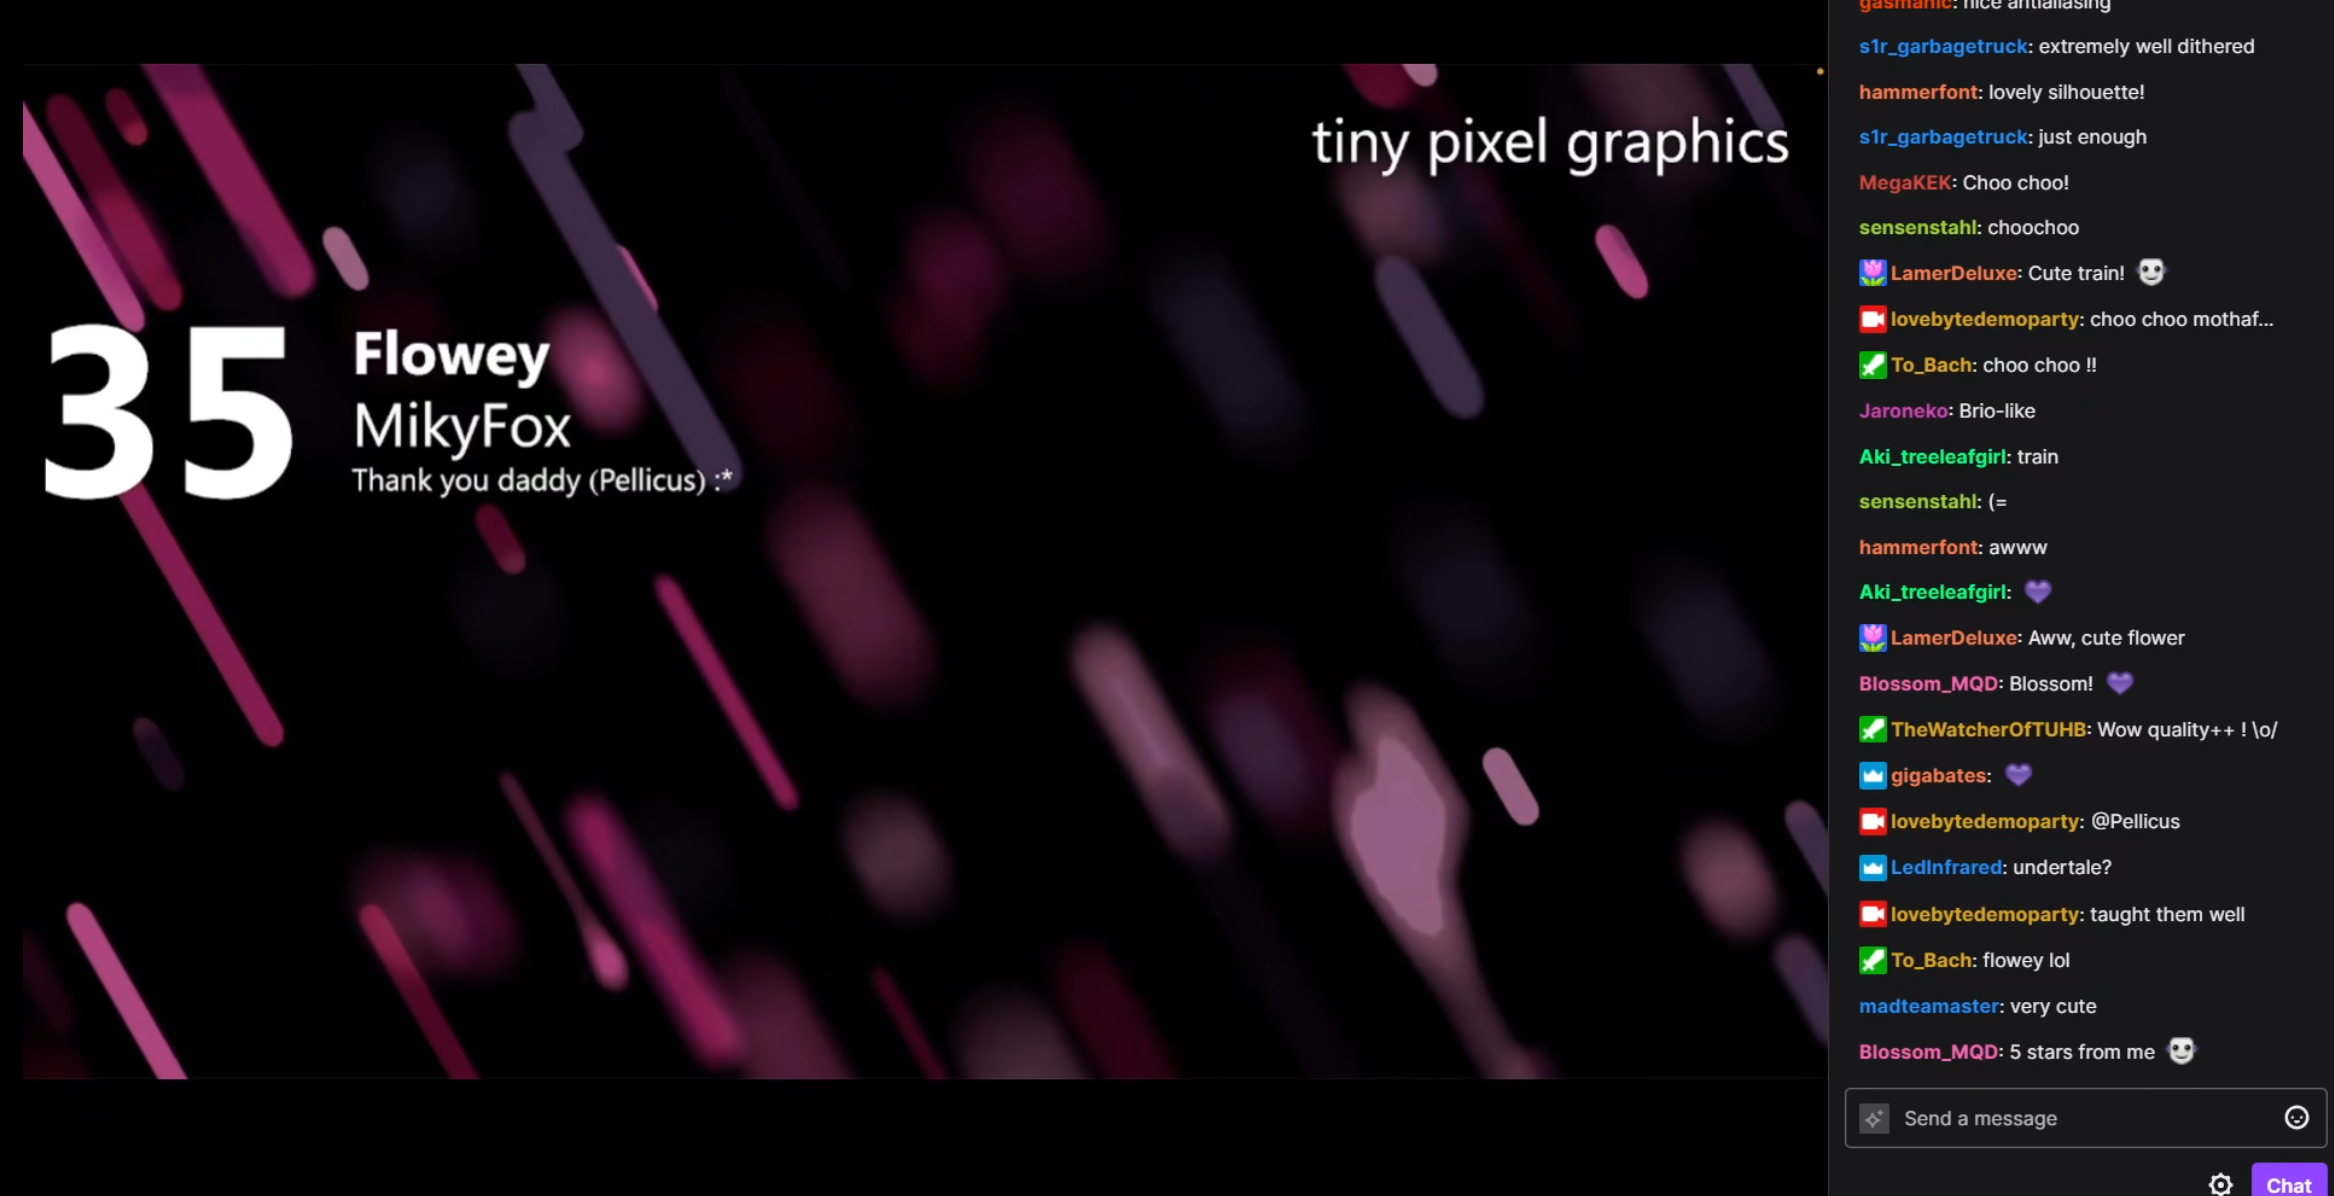 tiny pixel graphics
35
Flowey
MikyFox
Thank you daddy (Pellicus) :*
gasmanic: nice antialiasing
s1r_garbagetruck: extremely well dithered
hammerfont: lovely silhouette!
s1r_garbagetruck: just enough
MegaKEK: Choo choo!
sensenstahl: choochoo
LamerDeluxe: Cute train!
lovebytedemoparty: choo choo mothaf...
To_Bach: choo choo !!
Jaroneko: Brio-like
Aki_treeleafgirl: train
sensenstahl: (=
hammerfont: awww
Aki_treeleafgirl:
LamerDeluxe: Aww, cute flower
Blossom_MQD: Blossom!
TheWatcherOfTUHB: Wow quality++ ! \o/
gigabates:
lovebytedemoparty: @Pellicus
LedInfrared: undertale?
lovebytedemoparty: taught them well
To_Bach: flowey lol
madteamaster: very cute
Blossom_MQD: 5 stars from me
Send a message
Chat